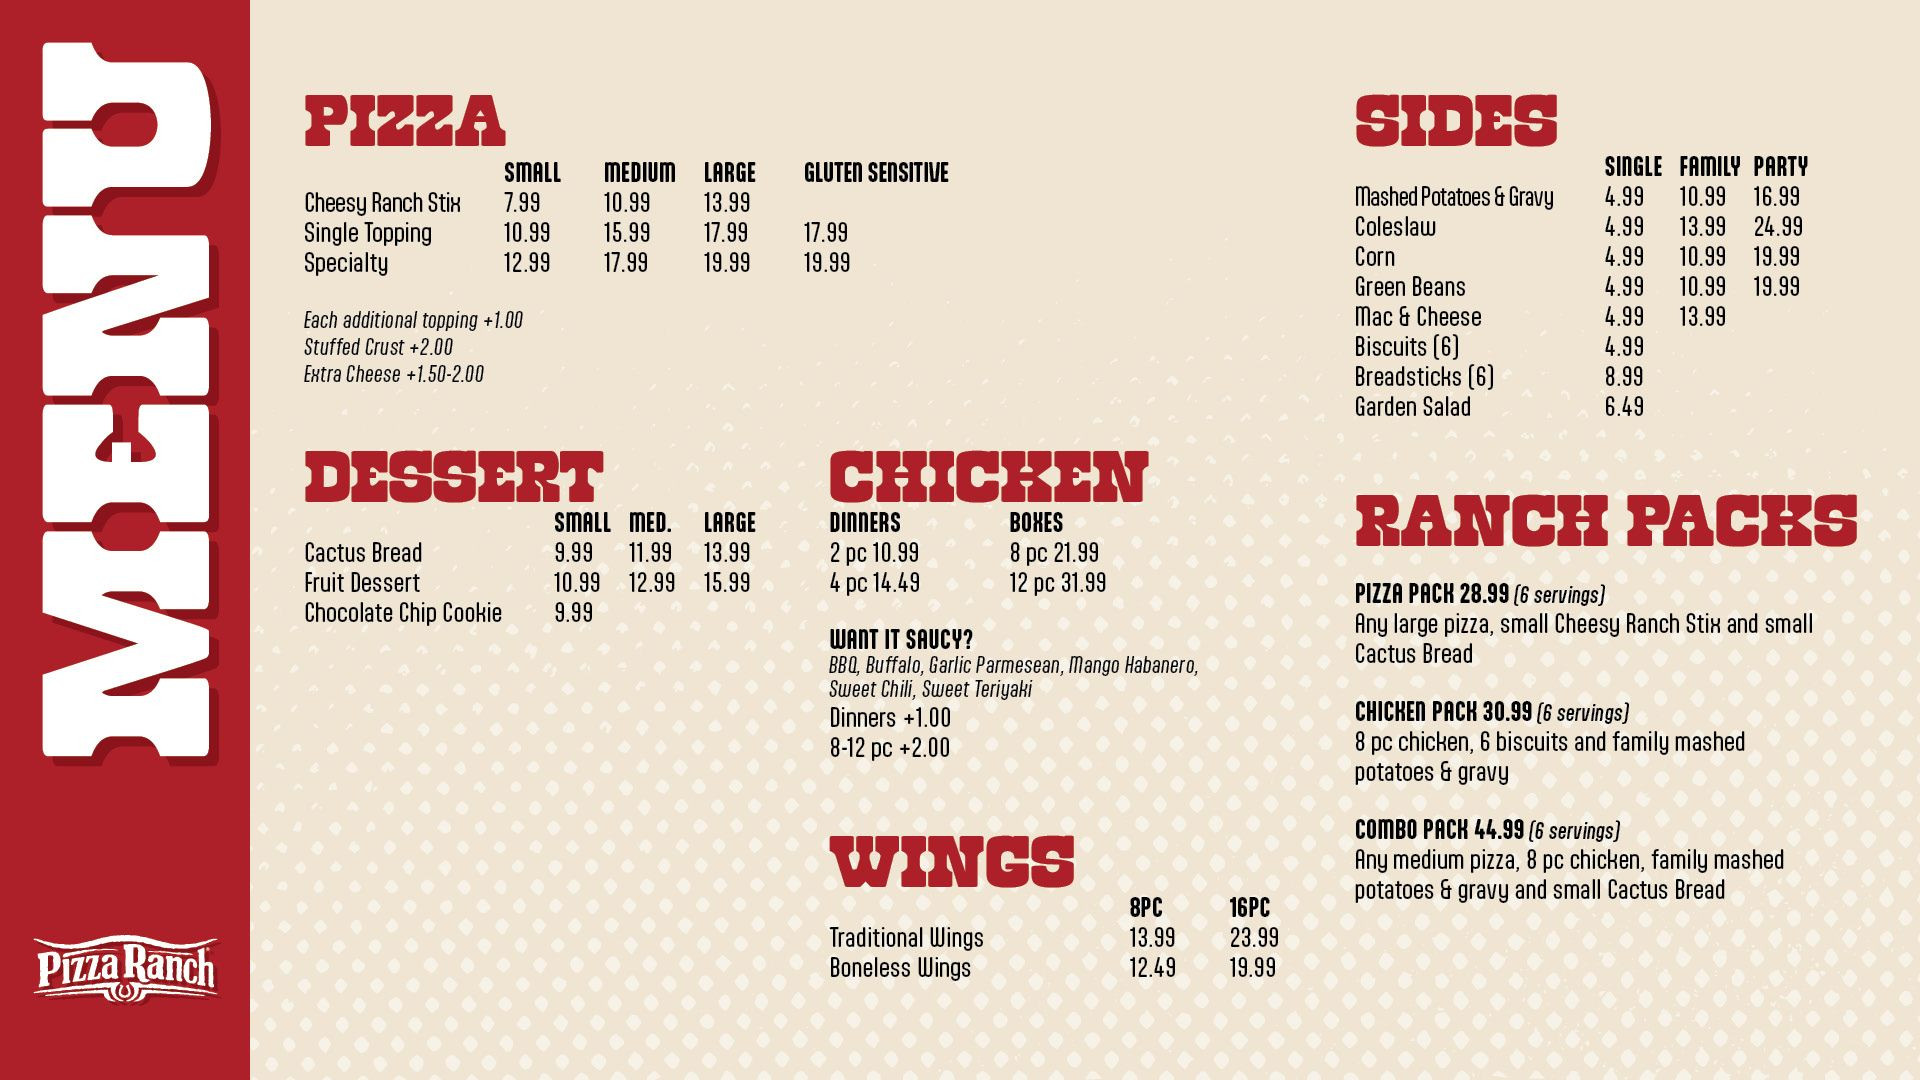 MENU
Pizza Ranch
PIZZA
SMALL MEDIUM LARGE GLUTEN SENSITIVE
Cheesy Ranch Stix 7.99 10.99 13.99
Single Topping 10.99 15.99 17.99 17.99
Specialty 12.99 17.99 19.99 19.99
Each additional topping +1.00
Stuffed Crust +2.00
Extra Cheese +1.50-2.00
DESSERT
SMALL MED. LARGE
Cactus Bread 9.99 11.99 13.99
Fruit Dessert 10.99 12.99 15.99
Chocolate Chip Cookie 9.99
CHICKEN
DINNERS BOXES
2 pc 10.99 8 pc 21.99
4 pc 14.49 12 pc 31.99
WANT IT SAUCY?
BBQ, Buffalo, Garlic Parmesean, Mango Habanero,
Sweet Chili, Sweet Teriyaki
Dinners +1.00
8-12 pc +2.00
WINGS
8PC 16PC
Traditional Wings 13.99 23.99
Boneless Wings 12.49 19.99
SIDES
SINGLE FAMILY PARTY
Mashed Potatoes & Gravy 4.99 10.99 16.99
Coleslaw 4.99 13.99 24.99
Corn 4.99 10.99 19.99
Green Beans 4.99 10.99 19.99
Mac & Cheese 4.99 13.99
Biscuits (6) 4.99
Breadsticks (6) 8.99
Garden Salad 6.49
RANCH PACKS
PIZZA PACK 28.99 (6 servings)
Any large pizza, small Cheesy Ranch Stix and small
Cactus Bread
CHICKEN PACK 30.99 (6 servings)
8 pc chicken, 6 biscuits and family mashed
potatoes & gravy
COMBO PACK 44.99 (6 servings)
Any medium pizza, 8 pc chicken, family mashed
potatoes & gravy and small Cactus Bread